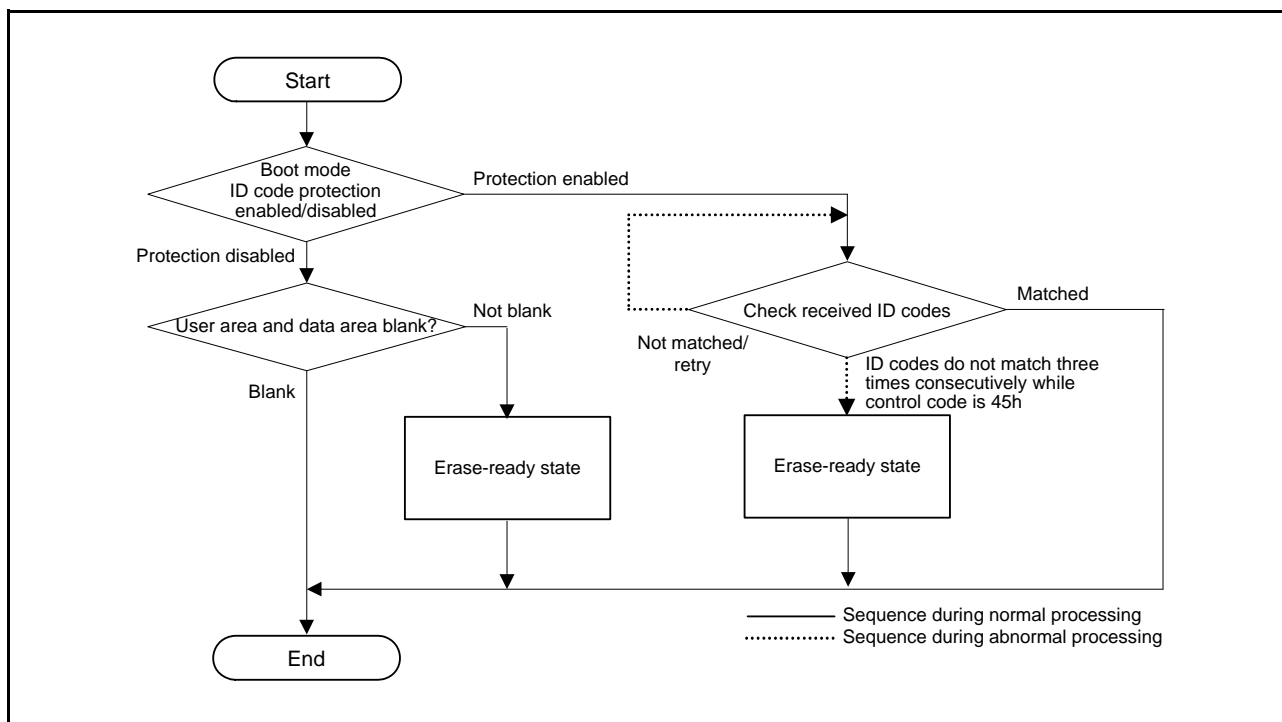 Start
Boot mode
ID code protection
enabled/disabled
Protection enabled
Protection disabled
User area and data area blank?
Not blank
Blank
Erase-ready state
Check received ID codes
Matched
Not matched/
retry
ID codes do not match three
times consecutively while
control code is 45h
Erase-ready state
Sequence during normal processing
Sequence during abnormal processing
End